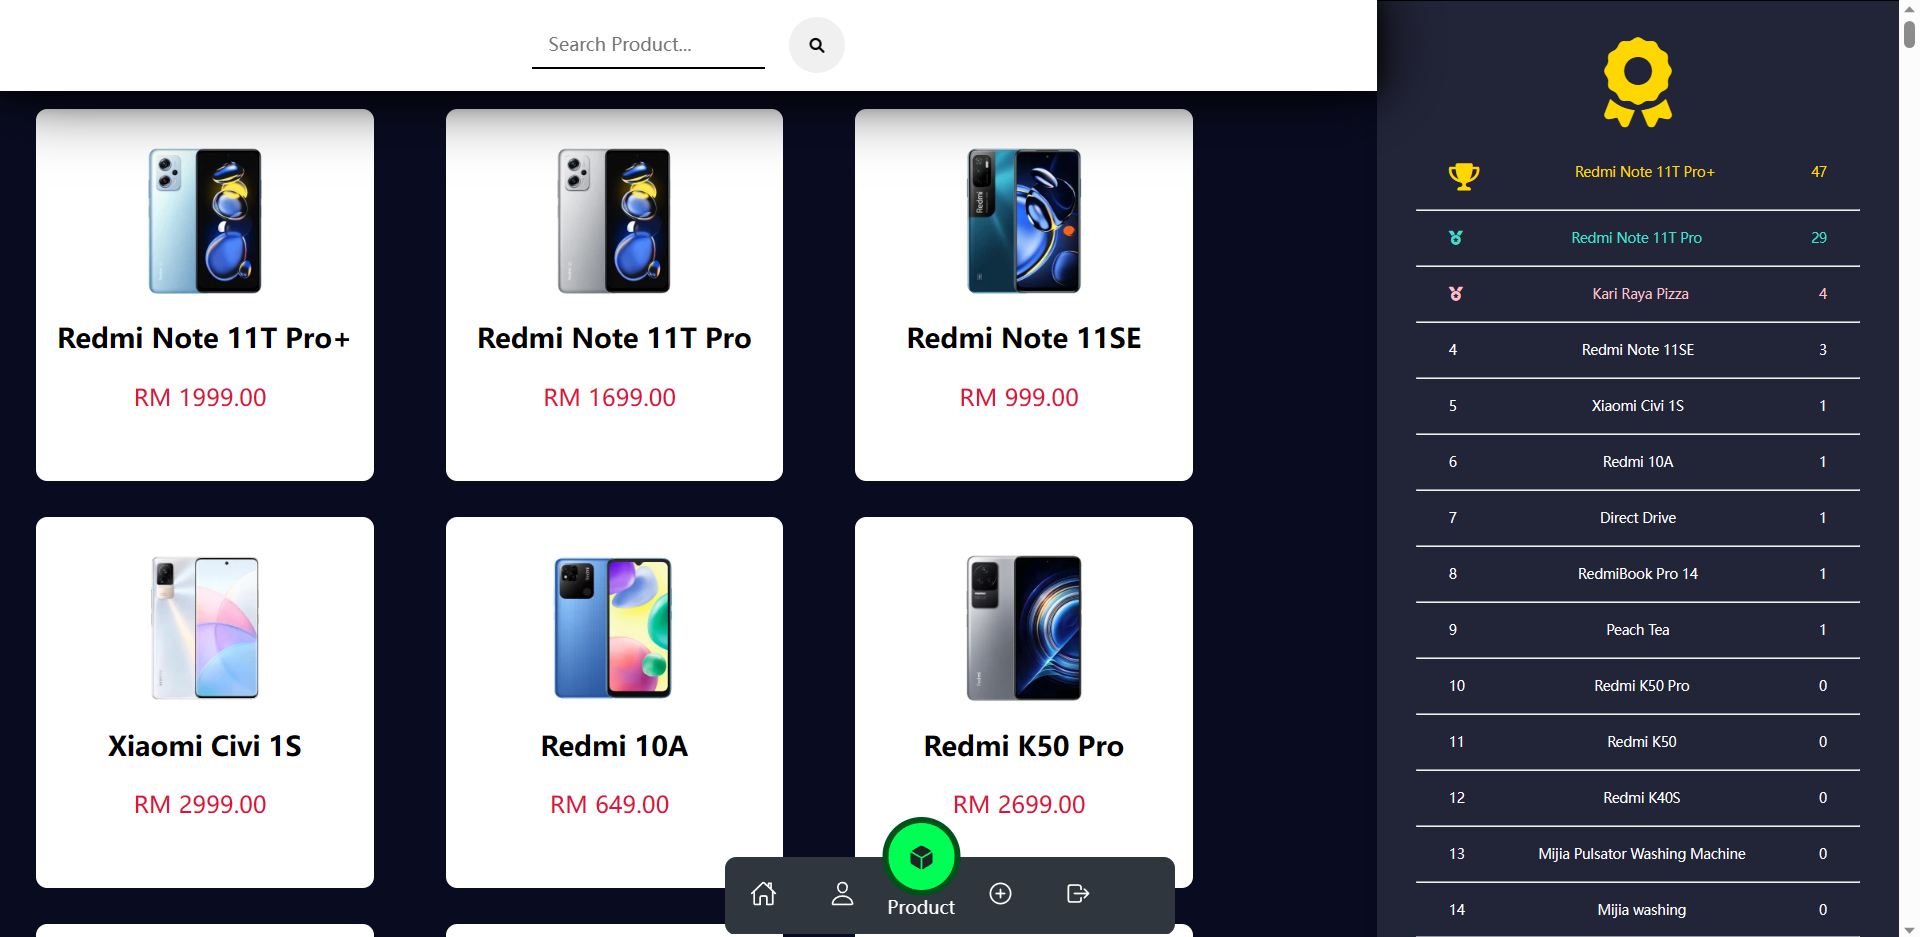 Search Product...
Redmi Note 11T Pro+
RM 1999.00
Redmi Note 11T Pro
RM 1699.00
Redmi Note 11SE
RM 999.00
Xiaomi Civi 1S
RM 2999.00
Redmi 10A
RM 649.00
Redmi K50 Pro
RM 2699.00
Product
Redmi Note 11T Pro+ 47
Redmi Note 11T Pro 29
Kari Raya Pizza 4
4 Redmi Note 11SE 3
5 Xiaomi Civi 1S 1
6 Redmi 10A 1
7 Direct Drive 1
8 RedmiBook Pro 14 1
9 Peach Tea 1
10 Redmi K50 Pro 0
11 Redmi K50 0
12 Redmi K40S 0
13 Mijia Pulsator Washing Machine 0
14 Mijia washing 0